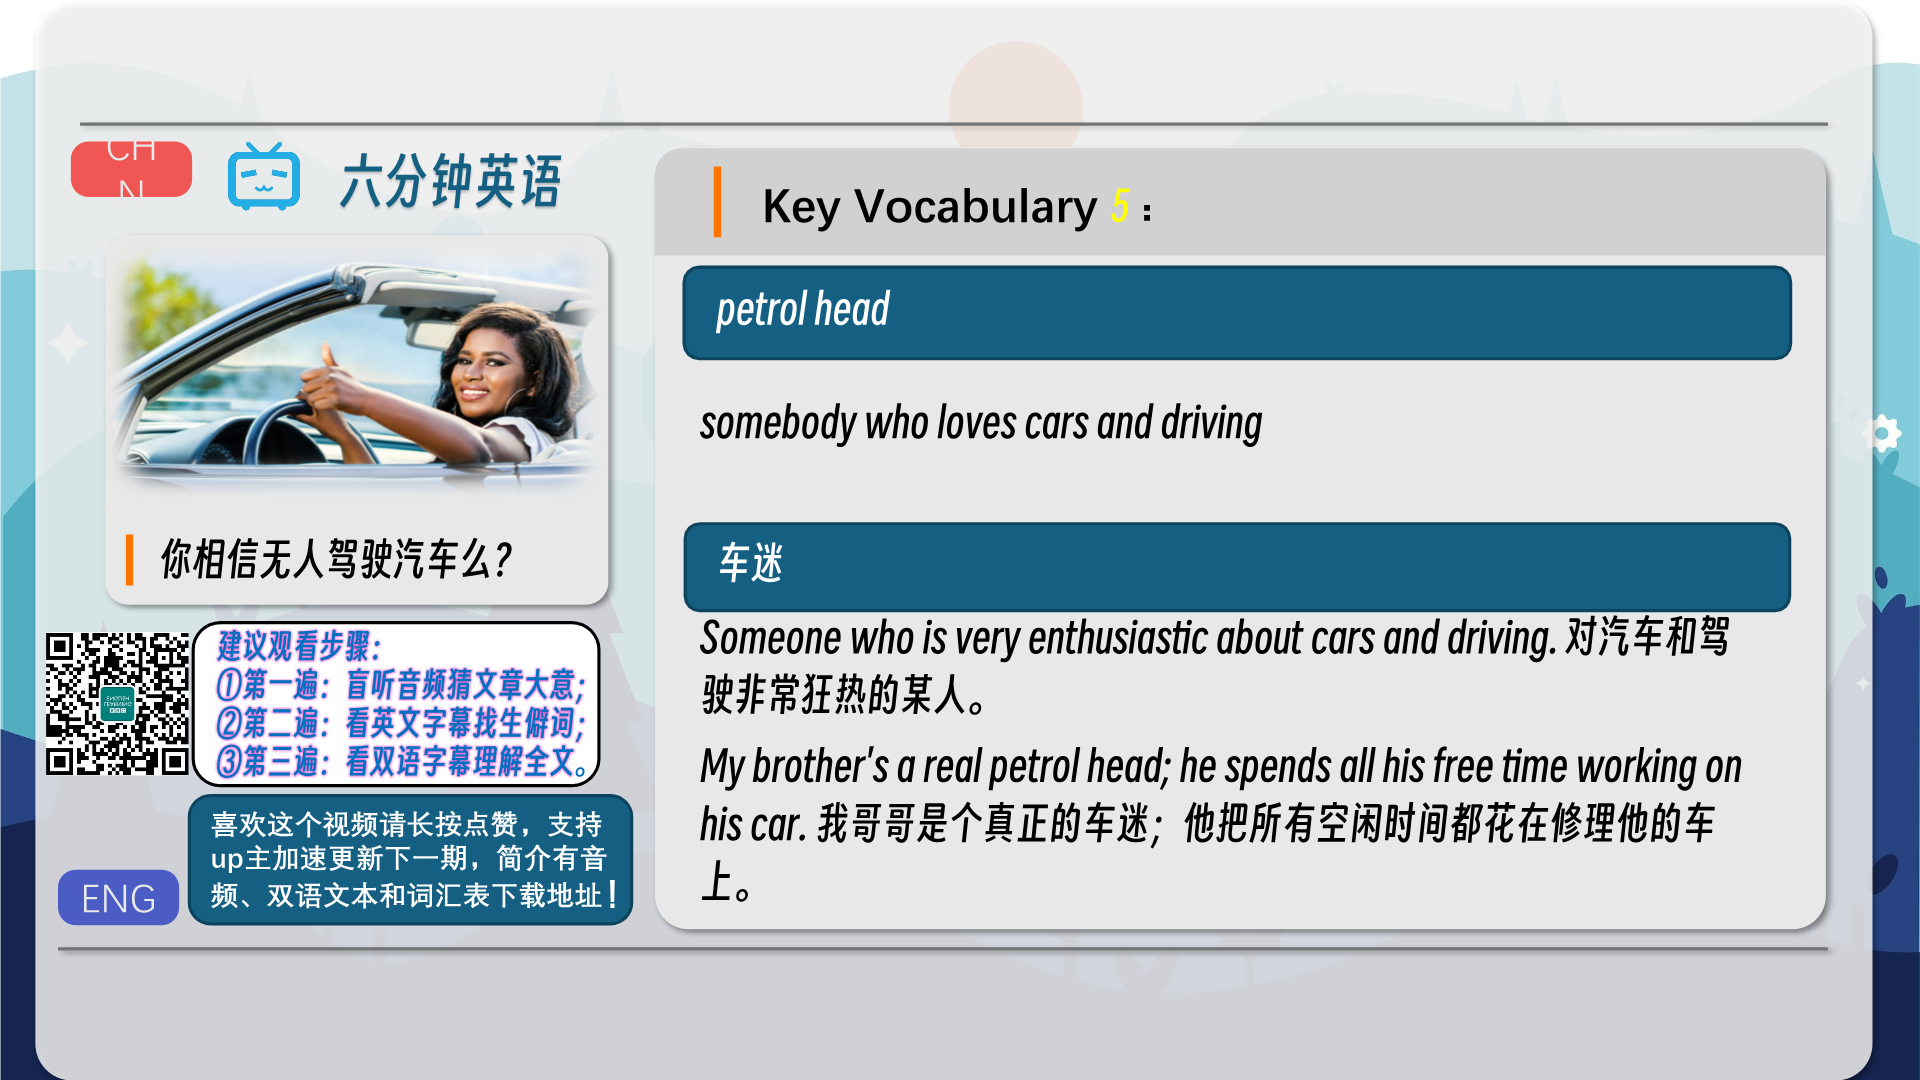 CH
N
六分钟英语
你相信无人驾驶汽车么?
建议观看步骤：
①第一遍：盲听音频猜文章大意；
②第二遍：看英文字幕找生僻词；
③第三遍：看双语字幕理解全文。
喜欢这个视频请长按点赞，支持
up主加速更新下一期，简介有音
频、双语文本和词汇表下载地址！
ENG
Key Vocabulary 5：
petrol head
somebody who loves cars and driving
车迷
Someone who is very enthusiastic about cars and driving. 对汽车和驾
驶非常狂热的某人。
My brother's a real petrol head; he spends all his free time working on
his car. 我哥哥是个真正的车迷；他把所有空闲时间都花在修理他的车
上。